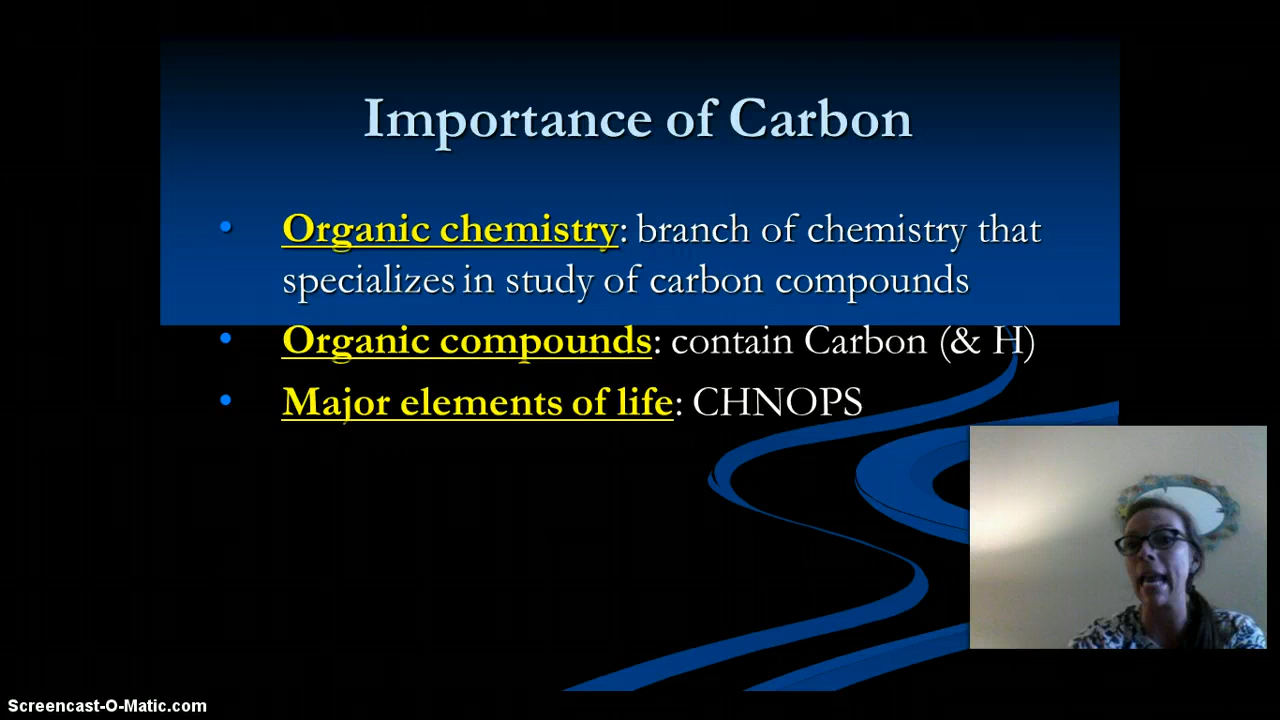 Importance of Carbon
• Organic chemistry: branch of chemistry that
specializes in study of carbon compounds
• Organic compounds: contain Carbon (& H)
• Major elements of life: CHNOPS
Screencast-O-Matic.com